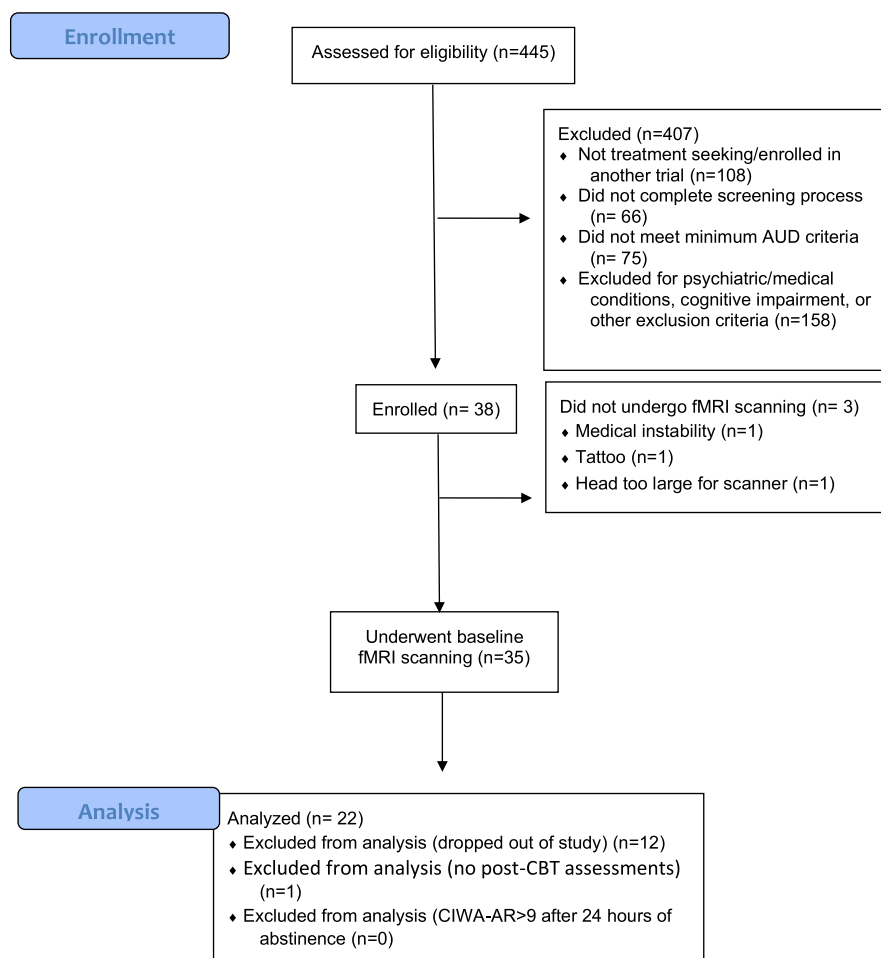 Enrollment
Assessed for eligibility (n=445)
Excluded (n=407)
♦ Not treatment seeking/enrolled in
another trial (n=108)
♦ Did not complete screening process
(n= 66)
♦ Did not meet minimum AUD criteria
(n= 75)
♦ Excluded for psychiatric/medical
conditions, cognitive impairment, or
other exclusion criteria (n=158)
Enrolled (n= 38)
Did not undergo fMRI scanning (n= 3)
♦ Medical instability (n=1)
♦ Tattoo (n=1)
♦ Head too large for scanner (n=1)
Underwent baseline
fMRI scanning (n=35)
Analysis
Analyzed (n= 22)
♦ Excluded from analysis (dropped out of study) (n=12)
♦ Excluded from analysis (no post-CBT assessments)
(n=1)
♦ Excluded from analysis (CIWA-AR>9 after 24 hours of
abstinence (n=0)